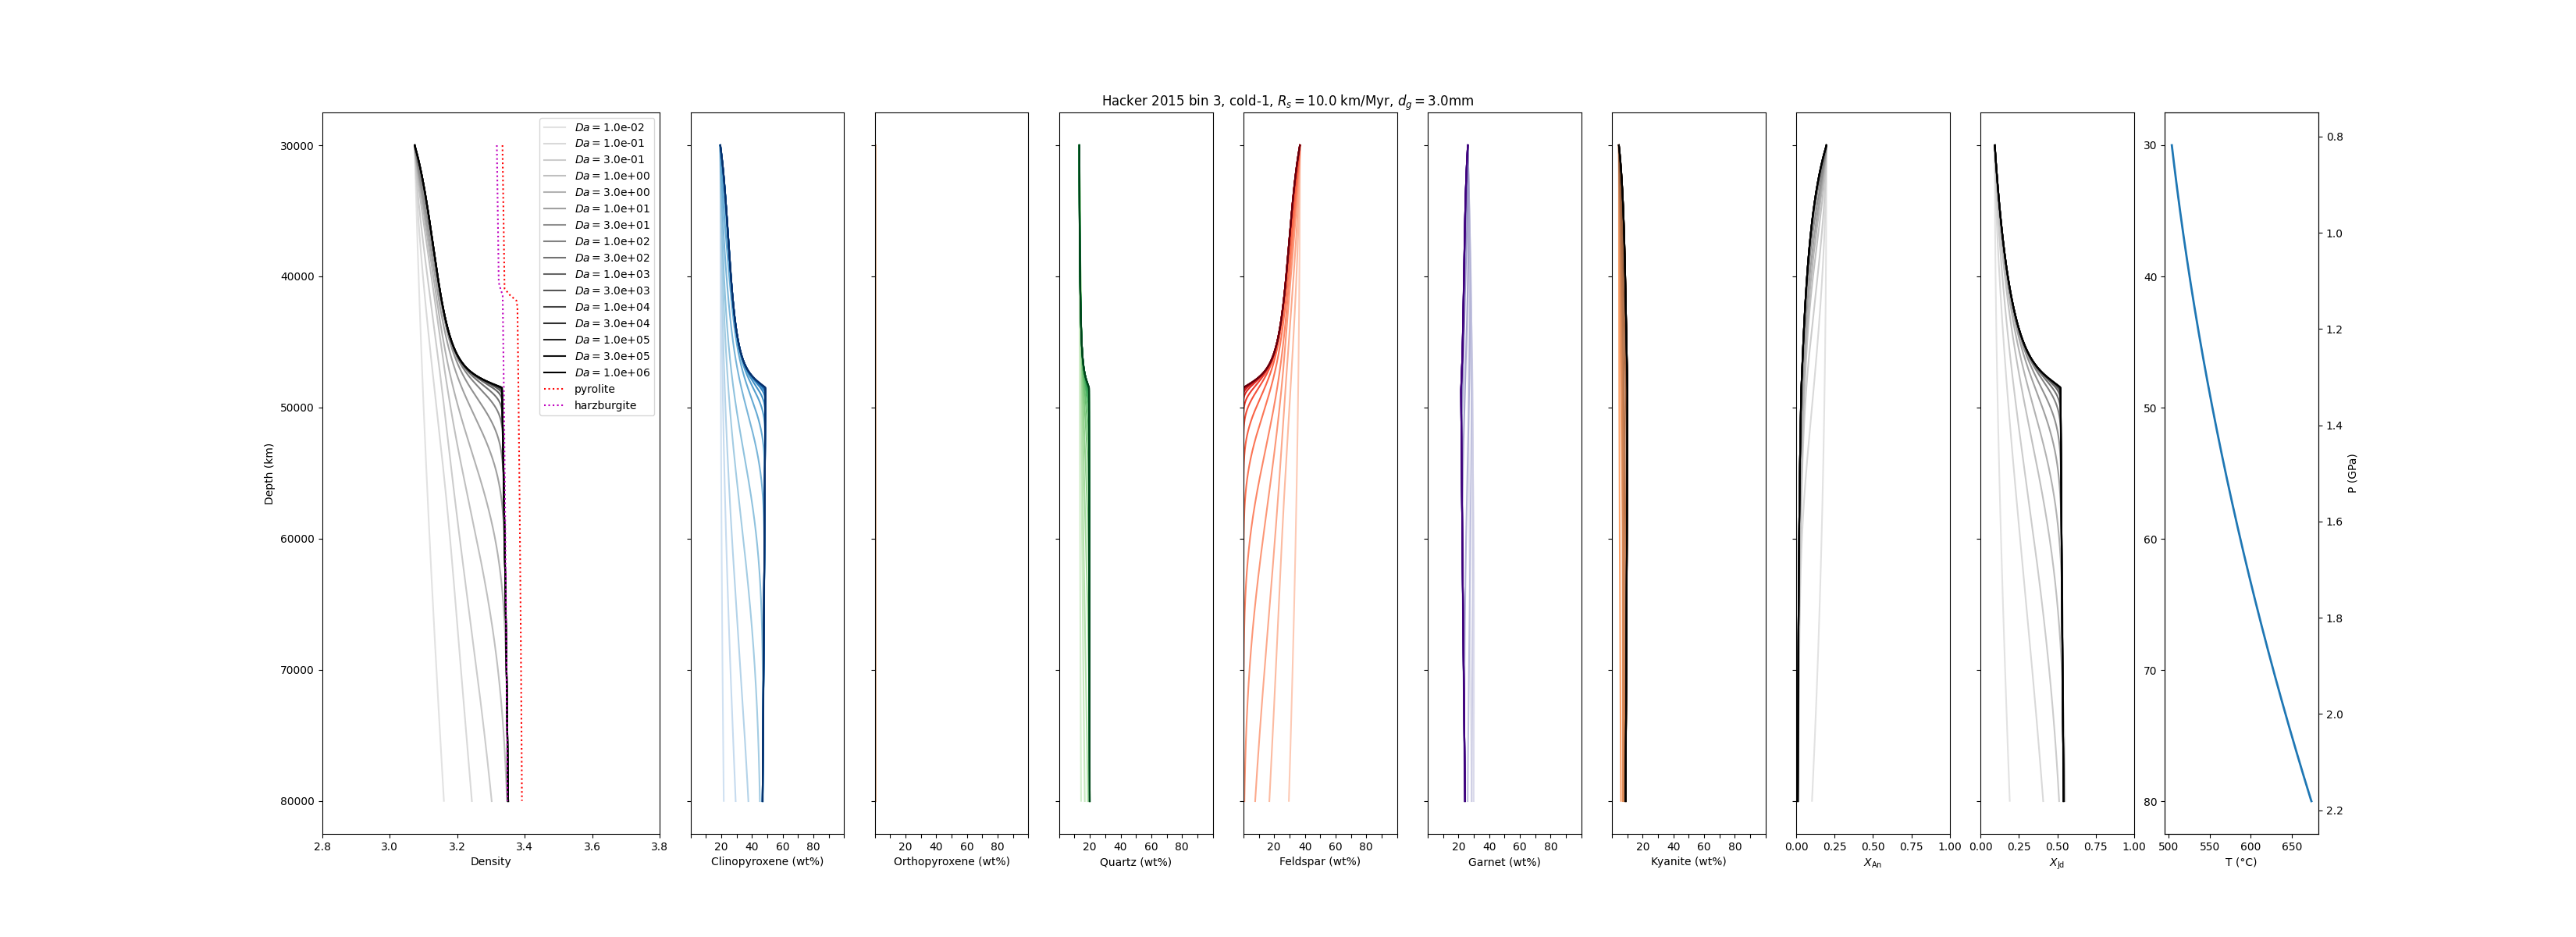 Hacker 2015 bin 3, cold-1, R_s = 10.0 km/Myr, d_g = 3.0mm
Da = 1.0e-02
Da = 1.0e-01
Da = 3.0e-01
Da = 1.0e+00
Da = 3.0e+00
Da = 1.0e+01
Da = 3.0e+01
Da = 1.0e+02
Da = 3.0e+02
Da = 1.0e+03
Da = 3.0e+03
Da = 1.0e+04
Da = 3.0e+04
Da = 1.0e+05
Da = 3.0e+05
Da = 1.0e+06
pyrolite
harzburgite
Depth (km)
30000
40000
50000
60000
70000
80000
2.8 3.0 3.2 3.4 3.6 3.8
Density
20 40 60 80
Clinopyroxene (wt%)
20 40 60 80
Orthopyroxene (wt%)
20 40 60 80
Quartz (wt%)
20 40 60 80
Feldspar (wt%)
20 40 60 80
Garnet (wt%)
20 40 60 80
Kyanite (wt%)
0.00 0.25 0.50 0.75 1.00
X_An
0.00 0.25 0.50 0.75 1.00
X_Jd
30
40
50
60
70
80
500 550 600 650
T (°C)
0.8
1.0
1.2
1.4
1.6
1.8
2.0
2.2
P (GPa)